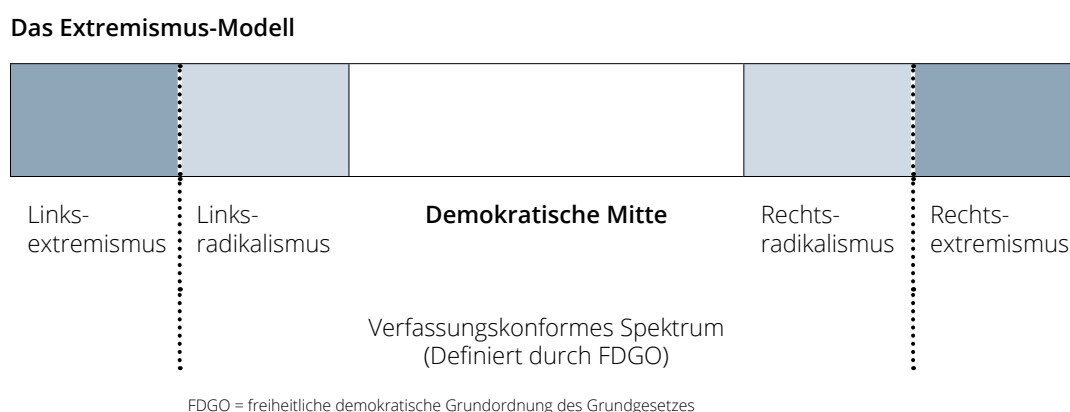 Das Extremismus-Modell
Links-
extremismus
Links-
radikalismus
Demokratische Mitte
Rechts-
radikalismus
Rechts-
extremismus
Verfassungskonformes Spektrum
(Definiert durch FDGO)
FDGO = freiheitliche demokratische Grundordnung des Grundgesetzes